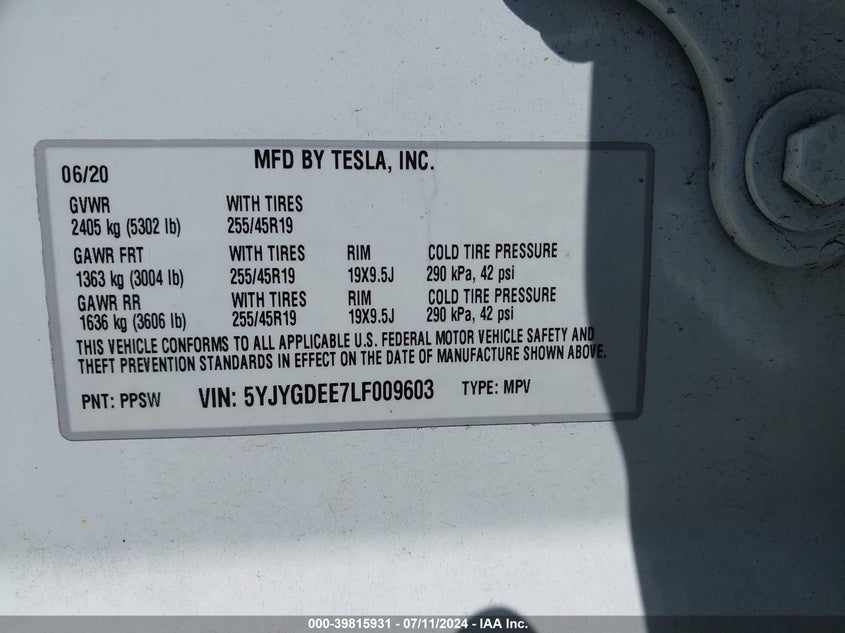 MFD BY TESLA, INC.
06/20
GVWR WITH TIRES
2405 kg (5302 lb) 255/45R19
GAWR FRT WITH TIRES RIM COLD TIRE PRESSURE
1363 kg (3004 lb) 255/45R19 19X9.5J 290 kPa, 42 psi
GAWR RR WITH TIRES RIM COLD TIRE PRESSURE
1636 kg (3606 lb) 255/45R19 19X9.5J 290 kPa, 42 psi
THIS VEHICLE CONFORMS TO ALL APPLICABLE U.S. FEDERAL MOTOR VEHICLE SAFETY AND
THEFT PREVENTION STANDARDS IN EFFECT ON THE DATE OF MANUFACTURE SHOWN ABOVE.
PNT: PPSW VIN: 5YJYGDEE7LF009603 TYPE: MPV
000-39815931 - 07/11/2024 - IAA Inc.